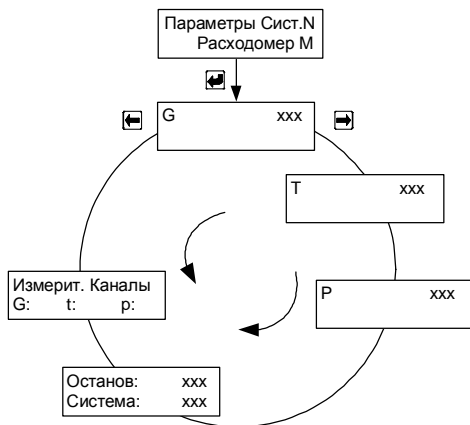 Параметры Сист.N
Расходомер M
G xxx
T xxx
P xxx
Измерит. Каналы
G: t: p:
Останов: xxx
Система: xxx